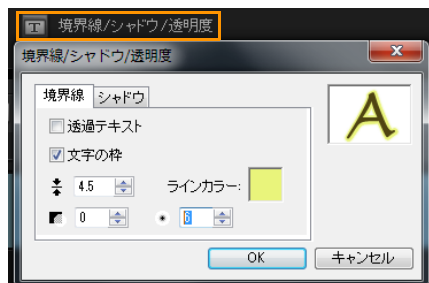 T 境界線/シャドウ/透明度
境界線/シャドウ/透明度
境界線 シャドウ
透過テキスト
文字の枠
4.5 ラインカラー:
0 6
A
OK キャンセル